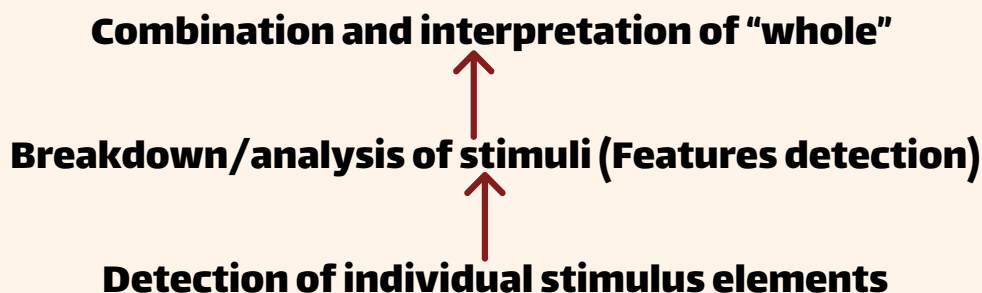 Combination and interpretation of “whole”
Breakdown/analysis of stimuli (Features detection)
Detection of individual stimulus elements